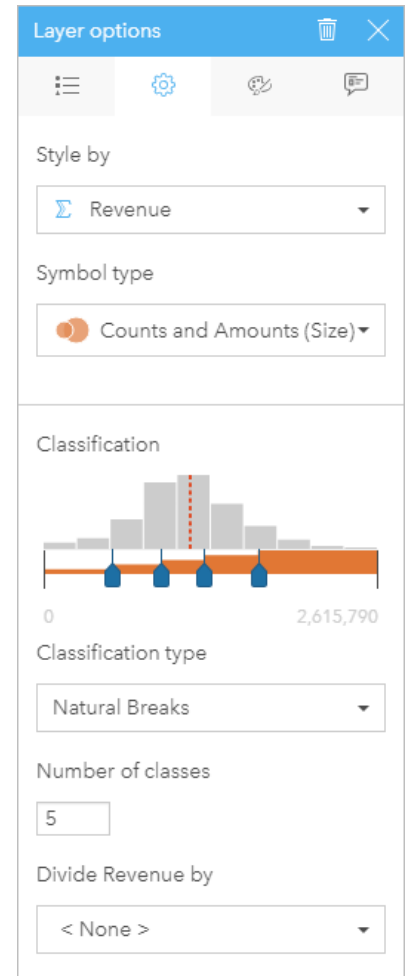 Layer options
Style by
Revenue
Symbol type
Counts and Amounts (Size)
Classification
0 2,615,790
Classification type
Natural Breaks
Number of classes
5
Divide Revenue by
< None >